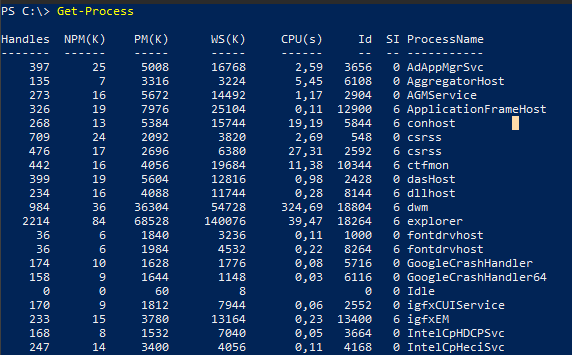 PS C:\> Get-Process
Handles NPM(K) PM(K) WS(K) CPU(s) Id SI ProcessName
------- ------ ----- ----- ------ -- -- -----------
397 25 5008 16768 2,59 3656 0 AdAppMgrSvc
135 7 3316 3224 5,45 6108 0 AggregatorHost
273 16 5672 14492 1,17 2904 0 AGMService
326 19 7976 25104 0,11 12900 6 ApplicationFrameHost
268 13 5384 15744 19,19 5844 6 conhost
709 24 2092 3820 2,69 548 0 csrss
476 17 2696 6380 27,31 2592 6 csrss
442 16 4056 19684 11,38 10344 6 ctfmon
399 19 5604 12816 0,98 2428 0 dasHost
234 16 4088 11744 0,28 8144 6 dllhost
984 36 36304 54728 324,69 18804 6 dwm
2214 84 68528 140076 39,47 18264 6 explorer
36 6 1840 3236 0,11 1000 0 fontdrvhost
36 6 1984 4532 0,22 8264 6 fontdrvhost
174 10 1628 1776 0,08 5716 0 GoogleCrashHandler
158 9 1644 1148 0,03 6116 0 GoogleCrashHandler64
0 0 60 8 0 0 Idle
170 9 1812 7944 0,06 2552 0 igfxCUIService
233 15 3780 13164 0,23 13400 6 igfxEM
168 8 1532 7040 0,05 3664 0 IntelCpHDCPSvc
247 14 3400 4056 0,11 4168 0 IntelCpHeciSvc